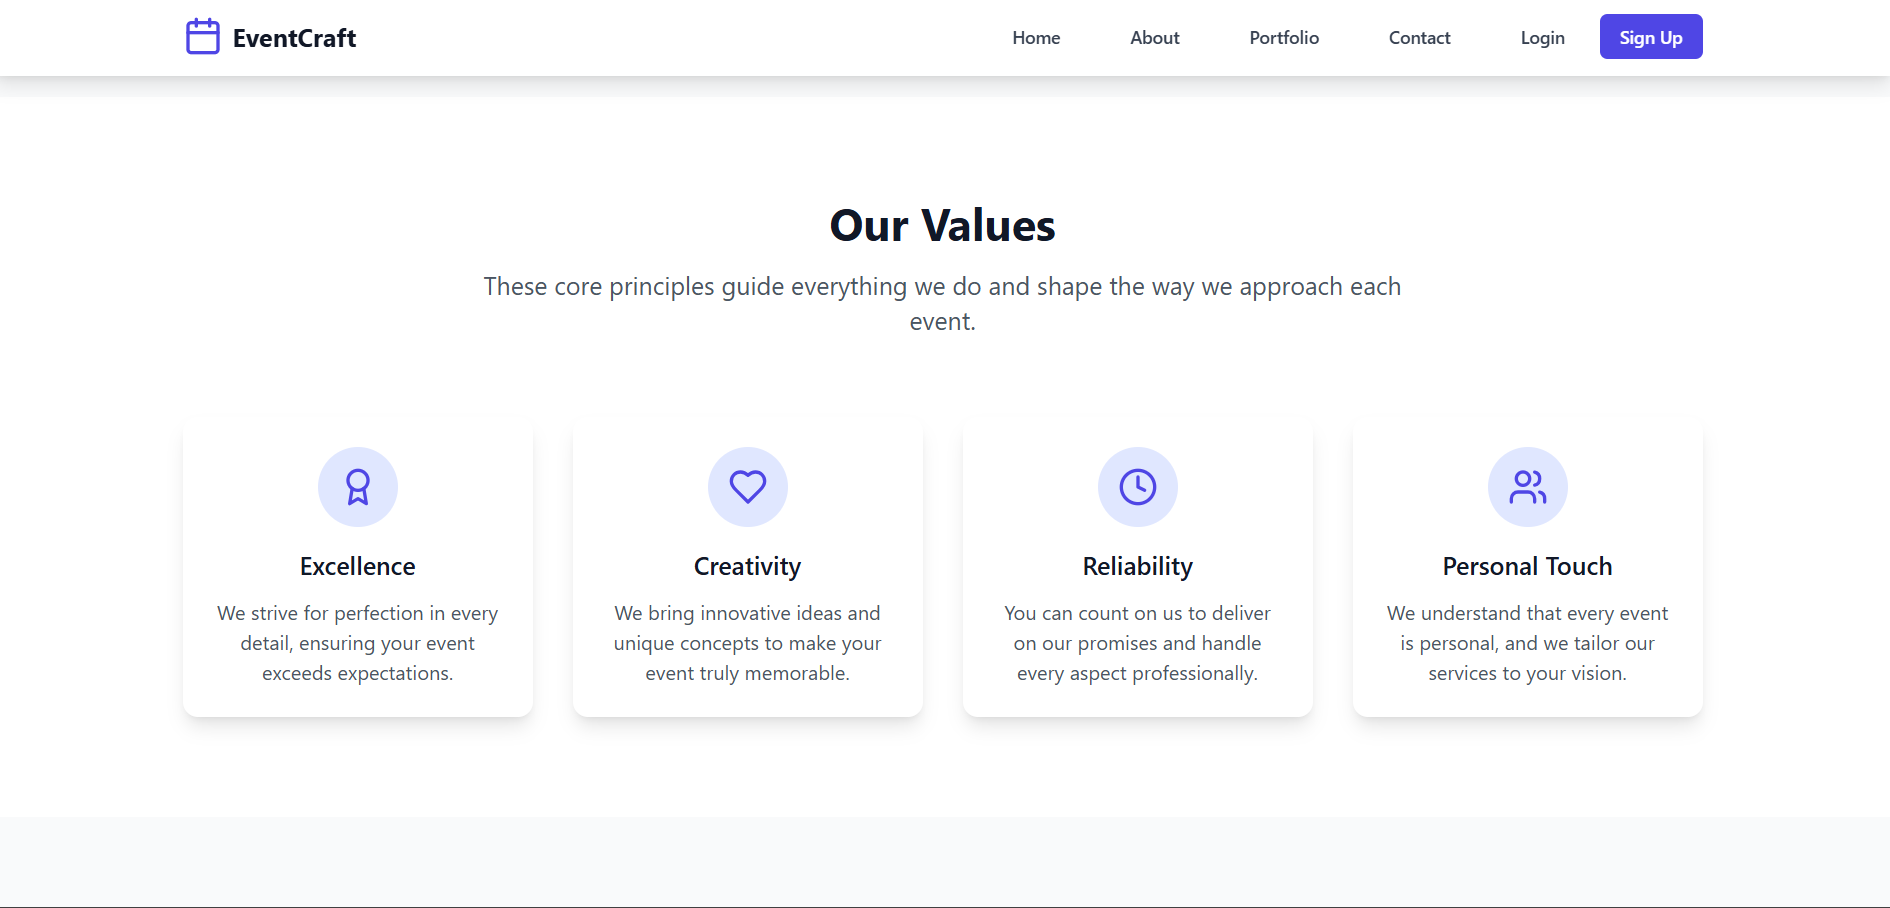 EventCraft
Home
About
Portfolio
Contact
Login
Sign Up
Our Values
These core principles guide everything we do and shape the way we approach each
event.
Excellence
We strive for perfection in every
detail, ensuring your event
exceeds expectations.
Creativity
We bring innovative ideas and
unique concepts to make your
event truly memorable.
Reliability
You can count on us to deliver
on our promises and handle
every aspect professionally.
Personal Touch
We understand that every event
is personal, and we tailor our
services to your vision.